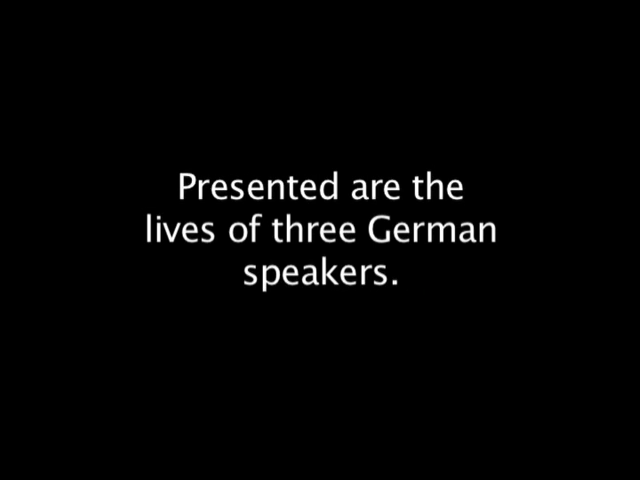 Presented are the
lives of three German
speakers.